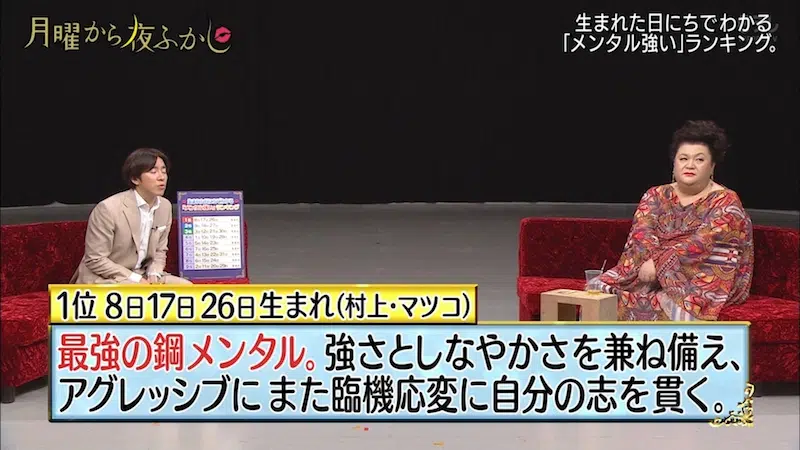 月曜から夜ふかし
生まれた日にちでわかる
「メンタル強い」ランキング。
1位 8日17日26日生まれ(村上・マツコ)
最強の鋼メンタル。強さとしなやかさを兼ね備え、
アグレッシブに また臨機応変に自分の志を貫く。